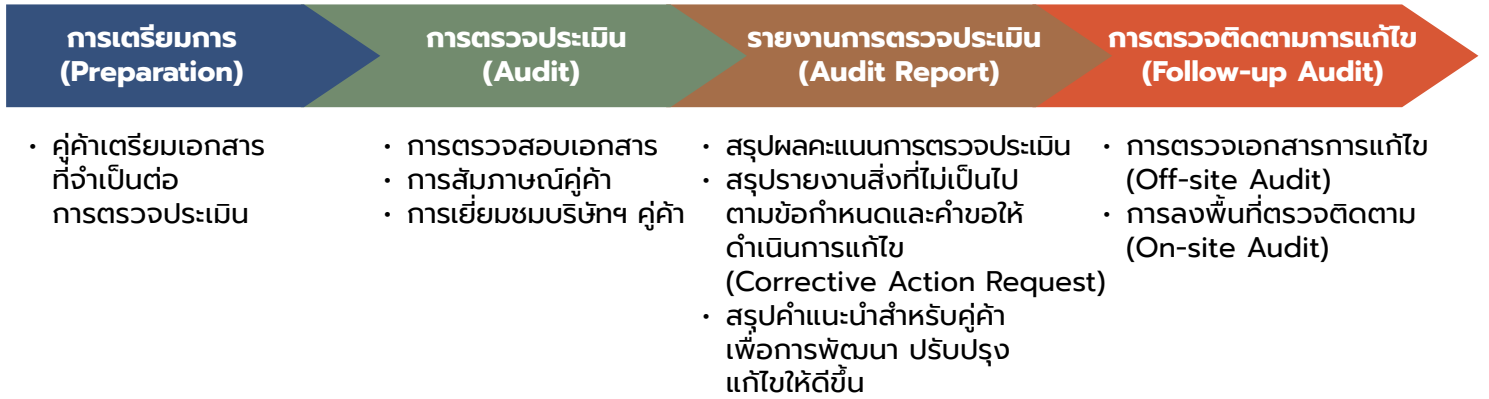 การเตรียมการ
(Preparation)
การตรวจประเมิน
(Audit)
รายงานการตรวจประเมิน
(Audit Report)
การตรวจติดตามการแก้ไข
(Follow-up Audit)
• คู่ค้าเตรียมเอกสาร
ที่จำเป็นต่อ
การตรวจประเมิน
• การตรวจสอบเอกสาร
• การสัมภาษณ์คู่ค้า
• การเยี่ยมชมบริษัทฯ คู่ค้า
• สรุปผลคะแนนการตรวจประเมิน
• สรุปรายงานสิ่งที่ไม่เป็นไป
ตามข้อกำหนดและคำขอให้
ดำเนินการแก้ไข
(Corrective Action Request)
• สรุปคำแนะนำสำหรับคู่ค้า
เพื่อการพัฒนา ปรับปรุง
แก้ไขให้ดีขึ้น
• การตรวจเอกสารการแก้ไข
(Off-site Audit)
• การลงพื้นที่ตรวจติดตาม
(On-site Audit)